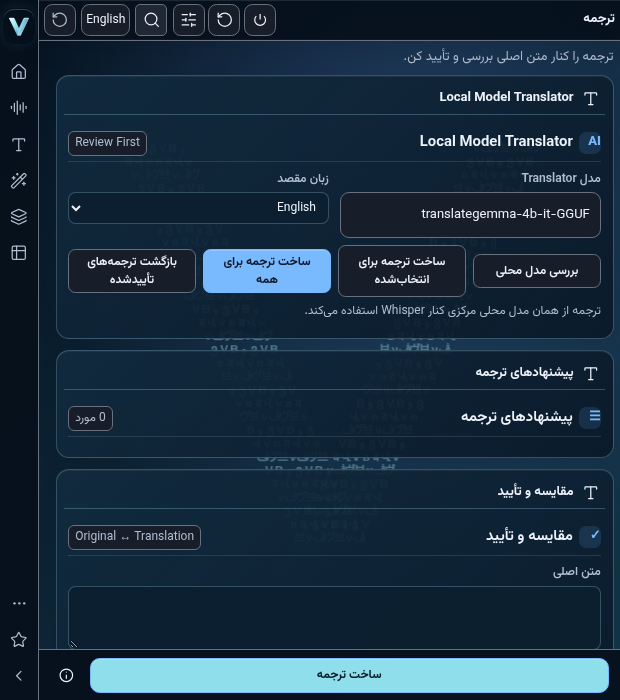 ترجمه
English
ترجمه را کنار متن اصلی بررسی و تأیید کن.
Local Model Translator
AI Local Model Translator
Review First
مدل Translator
زبان مقصد
translategemma-4b-it-GGUF
English
بررسی مدل محلی
ساخت ترجمه برای
انتخاب‌شده
ساخت ترجمه برای
همه
بازگشت ترجمه‌های
تأییدشده
ترجمه از همان مدل محلی مرکزی کنار Whisper استفاده می‌کند.
پیشنهادهای ترجمه
پیشنهادهای ترجمه
0 مورد
مقایسه و تأیید
مقایسه و تأیید
Original ↔ Translation
متن اصلی
ساخت ترجمه